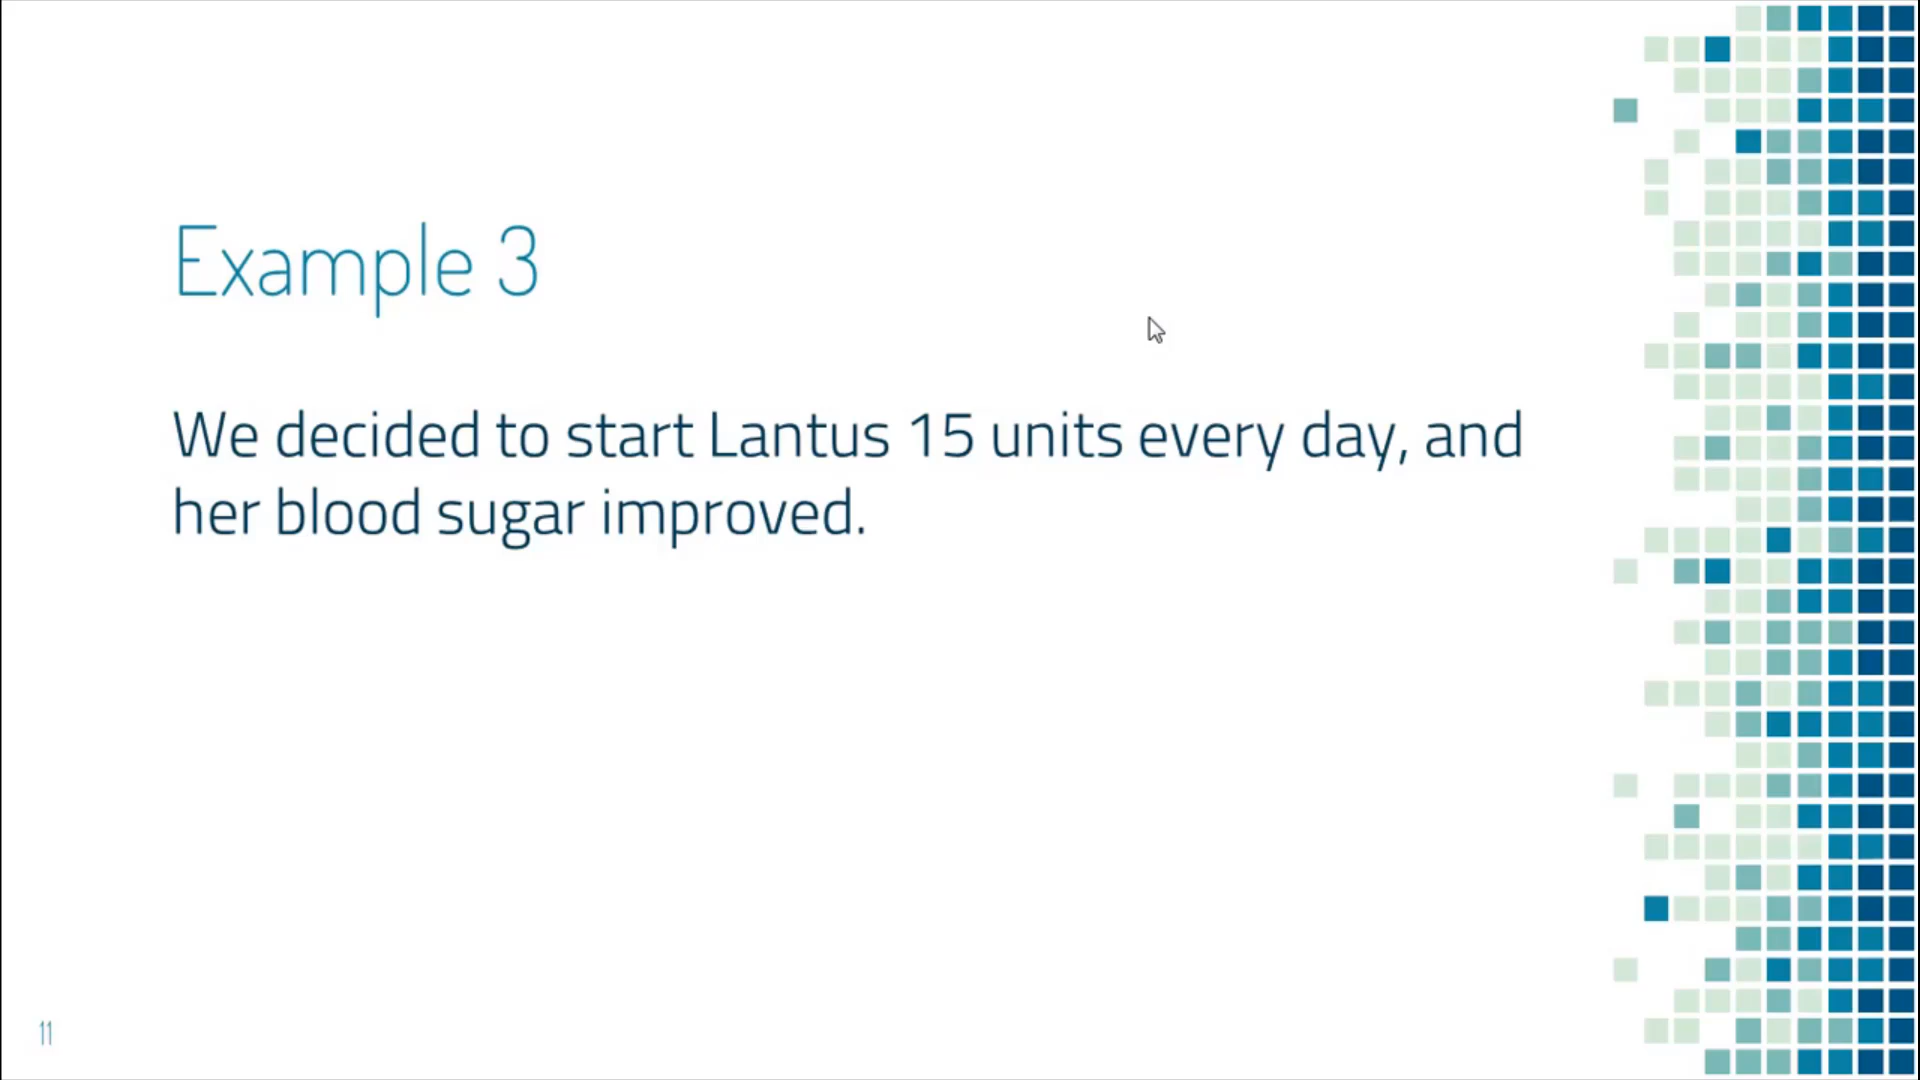 Example 3
We decided to start Lantus 15 units every day, and
her blood sugar improved.
11